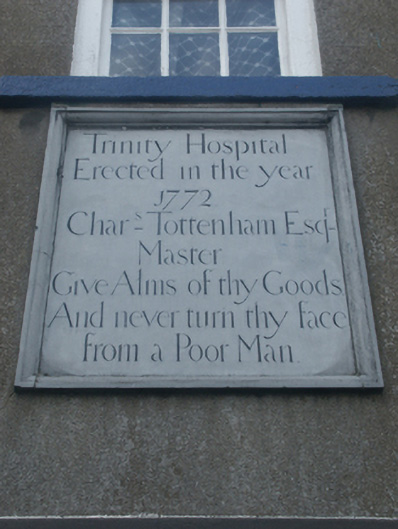 Trinity Hospital
Erected in the year
1772
Chars Tottenham Esqr
Master
Give Alms of thy Goods
And never turn thy face
from a Poor Man.